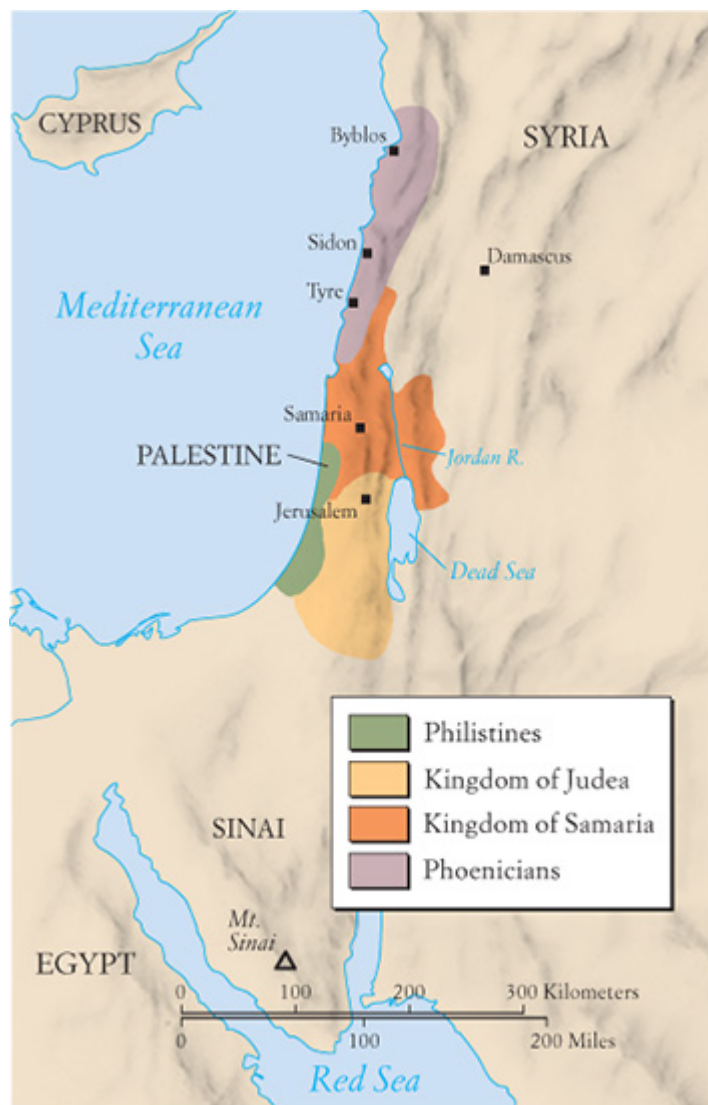 CYPRUS
Byblos
SYRIA
Sidon
Damascus
Tyre
Mediterranean
Sea
Samaria
PALESTINE
Jordan R.
Jerusalem
Dead Sea
Philistines
Kingdom of Judea
Kingdom of Samaria
Phoenicians
SINAI
Mt.
Sinai
EGYPT
0 100 200 300 Kilometers
0 100 200 Miles
Red Sea